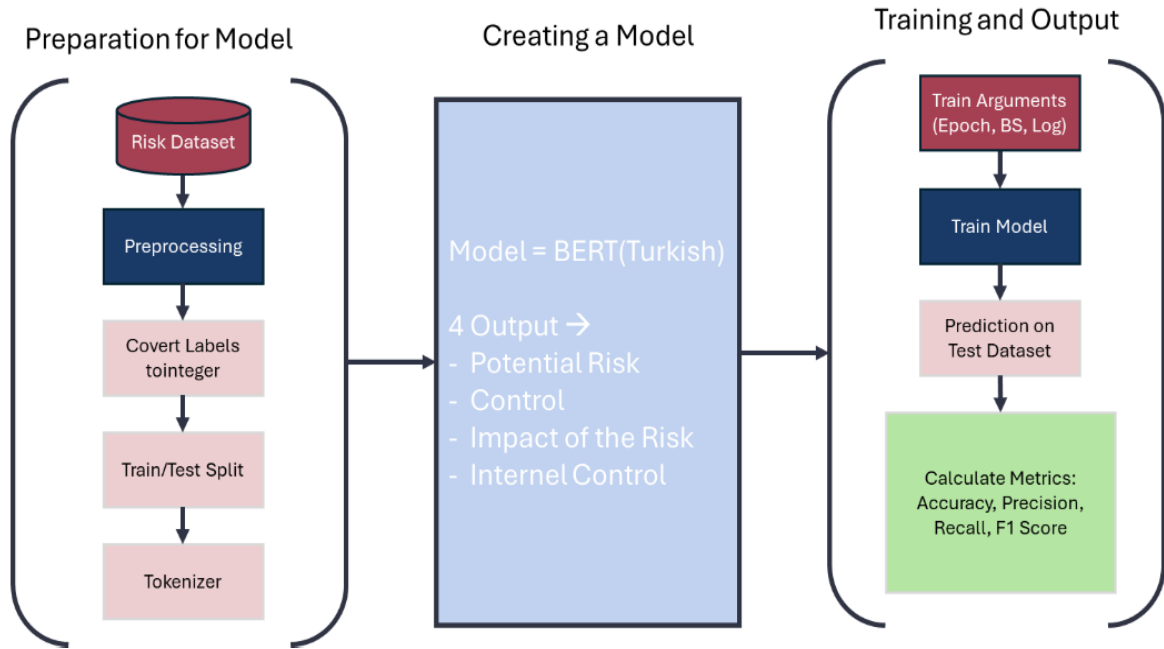 Preparation for Model
Risk Dataset
Preprocessing
Covert Labels
tointeger
Train/Test Split
Tokenizer
Creating a Model
Model = BERT(Turkish)
4 Output →
- Potential Risk
- Control
- Impact of the Risk
- Internel Control
Training and Output
Train Arguments
(Epoch, BS, Log)
Train Model
Prediction on
Test Dataset
Calculate Metrics:
Accuracy, Precision,
Recall, F1 Score